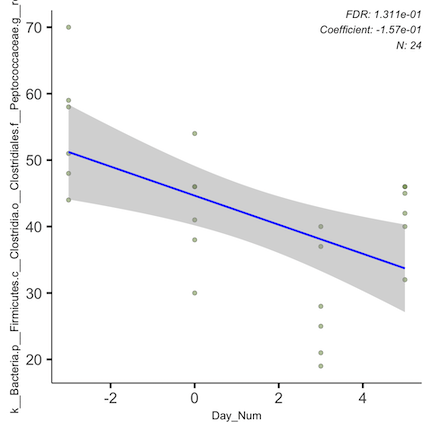 FDR: 1.311e-01
Coefficient: -1.57e-01
N: 24
k__Bacteria.p__Firmicutes.c__Clostridia.o__Clostridiales.f__Peptococcaceae.g__
70
60
50
40
30
20
-2 0 2 4
Day_Num